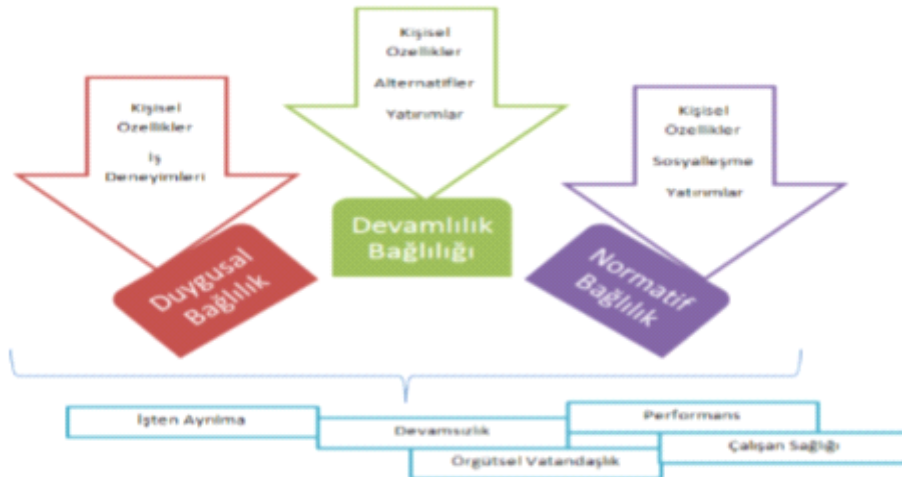 Kişisel
Özellikler
İş
Deneyimleri
Kişisel
Özellikler
Alternatifler
Yatırımlar
Kişisel
Özellikler
Sosyalleşme
Yatırımlar
Duygusal
Bağlılık
Devamlılık
Bağlılığı
Normatif
Bağlılık
İşten Ayrılma
Devamsızlık
Performans
Örgütsel Vatandaşlık
Çalışan Sağlığı